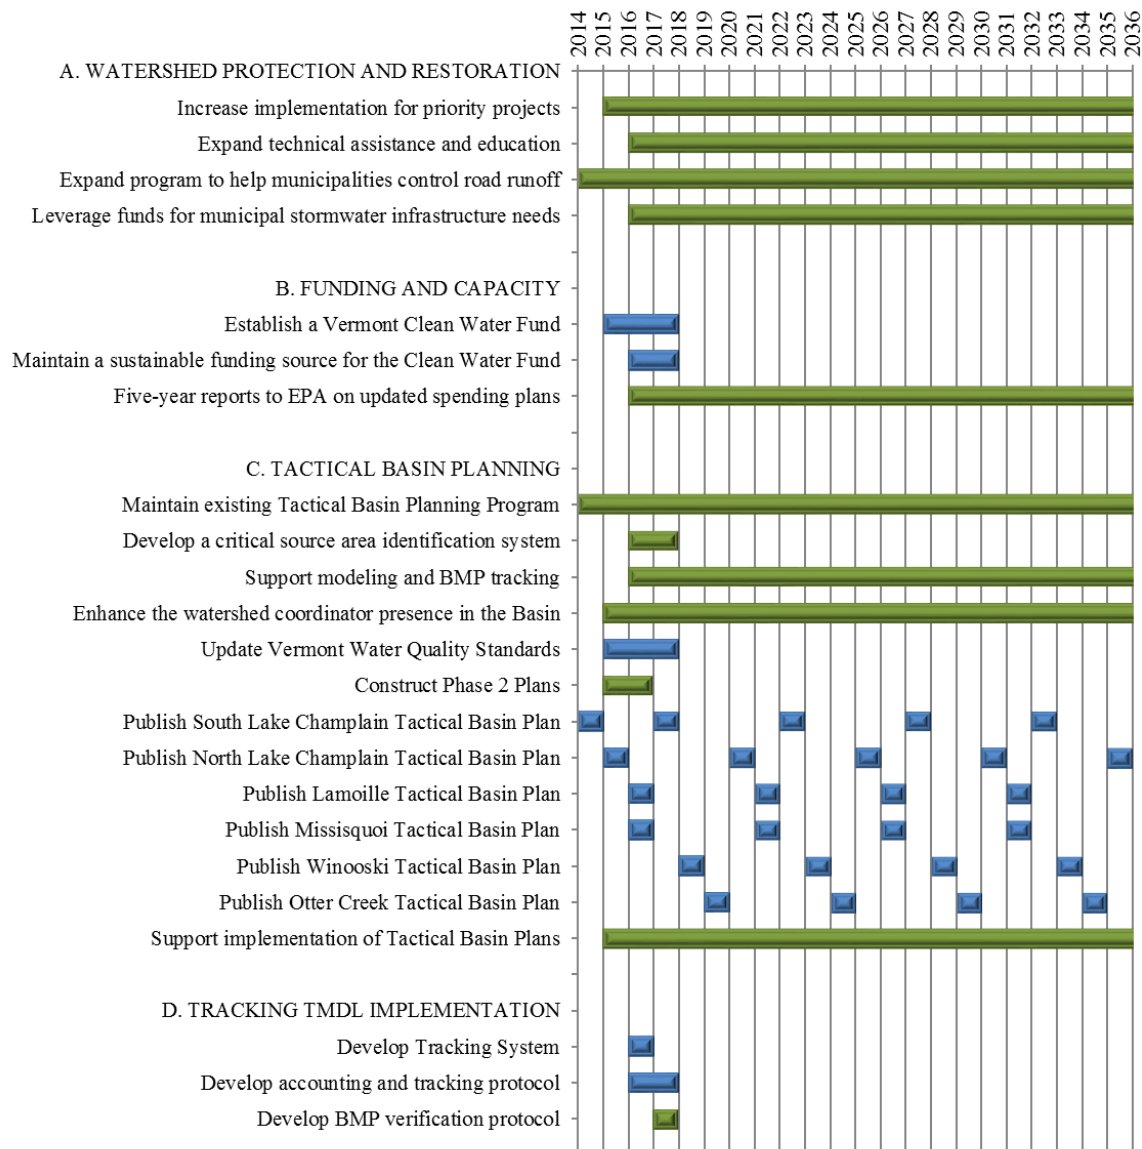 2014 2015 2016 2017 2018 2019 2020 2021 2022 2023 2024 2025 2026 2027 2028 2029 2030 2031 2032 2033 2034 2035 2036
A. WATERSHED PROTECTION AND RESTORATION
Increase implementation for priority projects
Expand technical assistance and education
Expand program to help municipalities control road runoff
Leverage funds for municipal stormwater infrastructure needs
B. FUNDING AND CAPACITY
Establish a Vermont Clean Water Fund
Maintain a sustainable funding source for the Clean Water Fund
Five-year reports to EPA on updated spending plans
C. TACTICAL BASIN PLANNING
Maintain existing Tactical Basin Planning Program
Develop a critical source area identification system
Support modeling and BMP tracking
Enhance the watershed coordinator presence in the Basin
Update Vermont Water Quality Standards
Construct Phase 2 Plans
Publish South Lake Champlain Tactical Basin Plan
Publish North Lake Champlain Tactical Basin Plan
Publish Lamoille Tactical Basin Plan
Publish Missisquoi Tactical Basin Plan
Publish Winooski Tactical Basin Plan
Publish Otter Creek Tactical Basin Plan
Support implementation of Tactical Basin Plans
D. TRACKING TMDL IMPLEMENTATION
Develop Tracking System
Develop accounting and tracking protocol
Develop BMP verification protocol